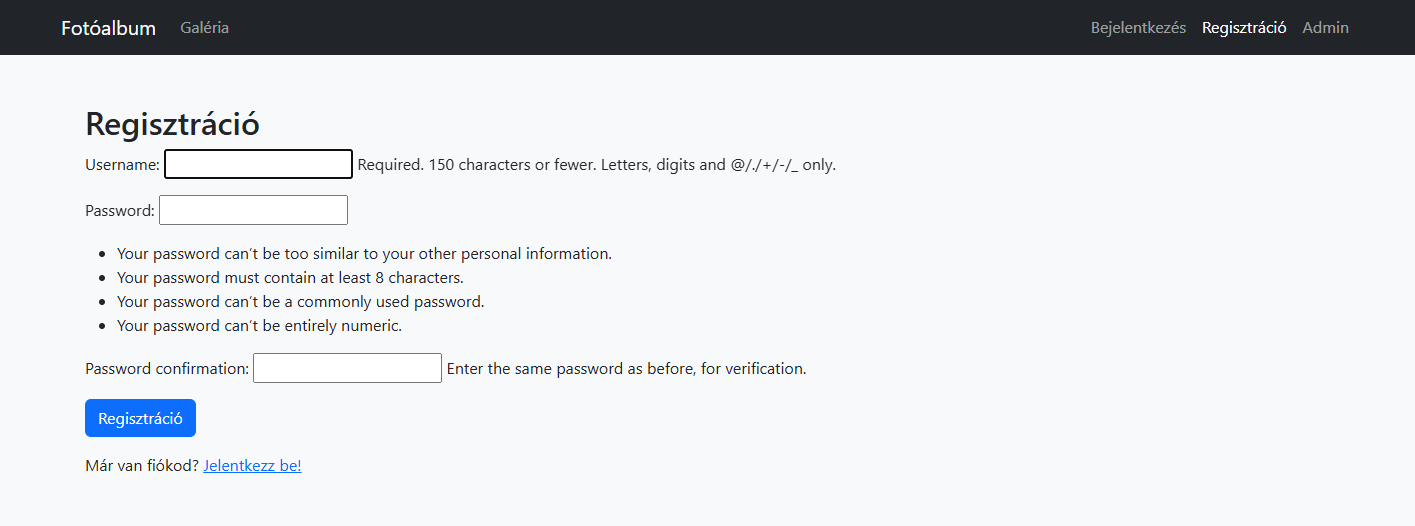 Fotóalbum Galéria Bejelentkezés Regisztráció Admin
Regisztráció
Username: Required. 150 characters or fewer. Letters, digits and @/./+/-/_ only.
Password:
Your password can't be too similar to your other personal information.
Your password must contain at least 8 characters.
Your password can't be a commonly used password.
Your password can't be entirely numeric.
Password confirmation: Enter the same password as before, for verification.
Regisztráció
Már van fiókod? Jelentkezz be!